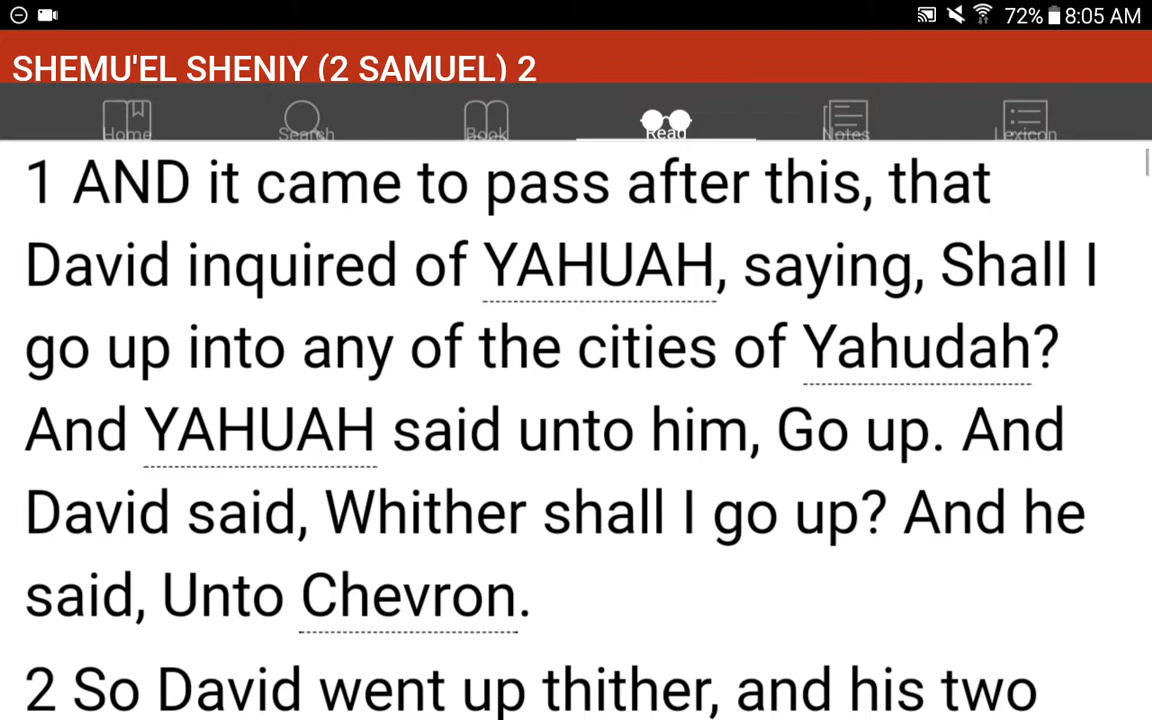 72% 8:05 AM
SHEMU'EL SHENIY (2 SAMUEL) 2
Home Search Book Read Notes Lexicon
1 AND it came to pass after this, that
David inquired of YAHUAH, saying, Shall I
go up into any of the cities of Yahudah?
And YAHUAH said unto him, Go up. And
David said, Whither shall I go up? And he
said, Unto Chevron.
2 So David went up thither, and his two